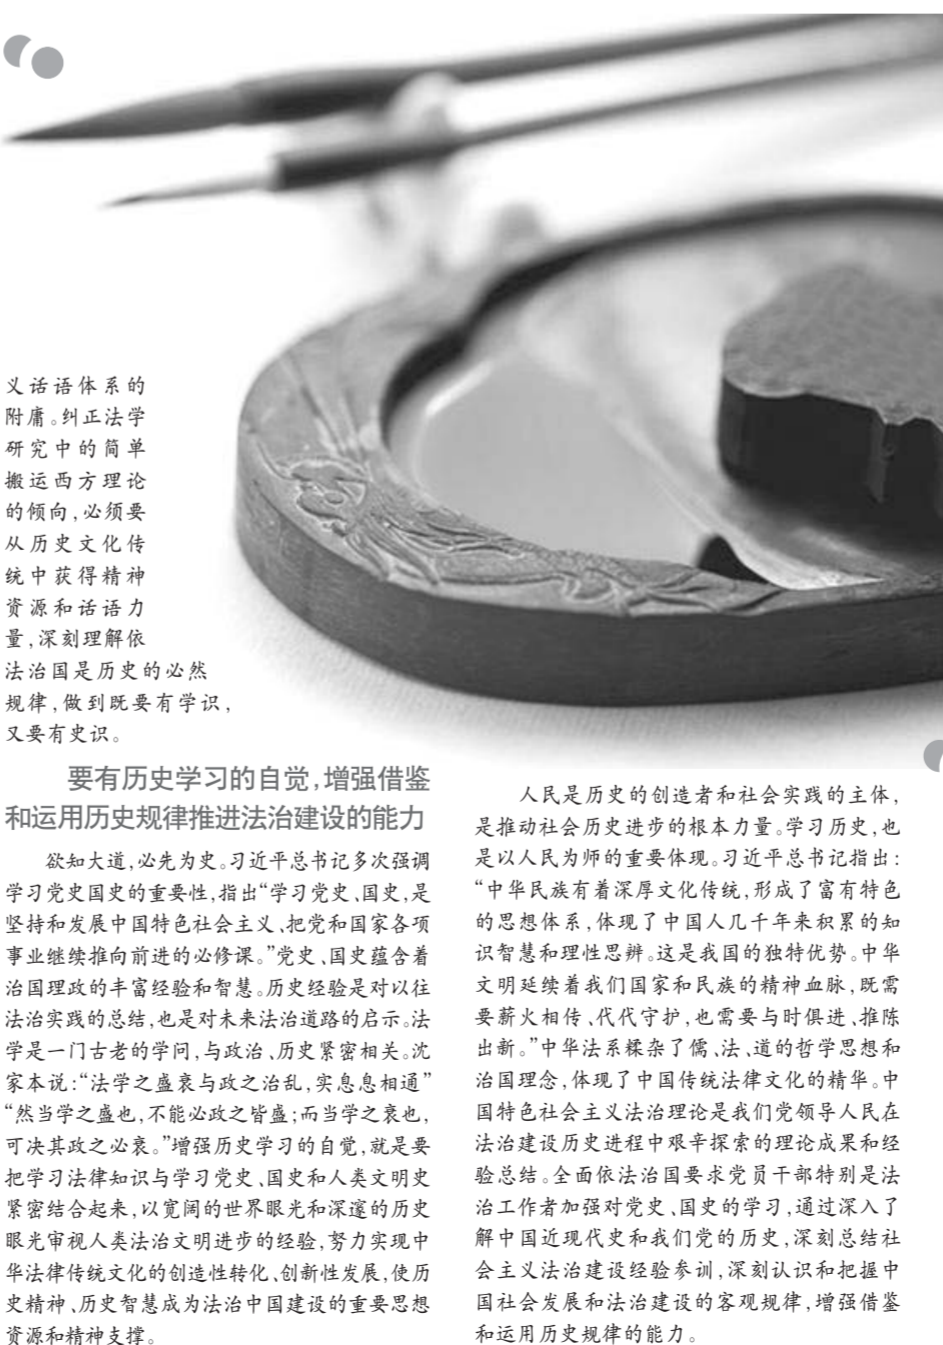 义话语体系的
附庸。纠正法学
研究中的简单
搬运西方理论
的倾向,必须要
从历史文化传
统中获得精神
资源和话语力
量,深刻理解依
法治国是历史的必然
规律,做到既要有学识,
又要有史识。
要有历史学习的自觉,增强借鉴
和运用历史规律推进法治建设的能力
欲知大道,必先为史。习近平总书记多次强调
学习党史国史的重要性,指出“学习党史、国史,是
坚持和发展中国特色社会主义、把党和国家各项
事业继续推向前进的必修课。”党史、国史蕴含着
治国理政的丰富经验和智慧。历史经验是对以往
法治实践的总结,也是对未来法治道路的启示。法
学是一门古老的学问,与政治、历史紧密相关。沈
家本说:“法学之盛衰与政之治乱,实息息相通”
“然当学之盛也,不能必政之皆盛;而当学之衰也,
可决其政之必衰。”增强历史学习的自觉,就是要
把学习法律知识与学习党史、国史和人类文明史
紧密结合起来,以宽阔的世界眼光和深邃的历史
眼光审视人类法治文明进步的经验,努力实现中
华法律传统文化的创造性转化、创新性发展,使历
史精神、历史智慧成为法治中国建设的重要思想
资源和精神支撑。
人民是历史的创造者和社会实践的主体,
是推动社会历史进步的根本力量。学习历史,也
是以人民为师的重要体现。习近平总书记指出:
“中华民族有着深厚文化传统,形成了富有特色
的思想体系,体现了中国人几千年来积累的知
识智慧和理性思辨。这是我国的独特优势。中华
文明延续着我们国家和民族的精神血脉,既需
要薪火相传、代代守护,也需要与时俱进、推陈
出新。”中华法系糅杂了儒、法、道的哲学思想和
治国理念,体现了中国传统法律文化的精华。中
国特色社会主义法治理论是我们党领导人民在
法治建设历史进程中艰辛探索的理论成果和经
验总结。全面依法治国要求党员干部特别是法
治工作者加强对党史、国史的学习,通过深入了
解中国近现代史和我们党的历史,深刻总结社
会主义法治建设经验参训,深刻认识和把握中
国社会发展和法治建设的客观规律,增强借鉴
和运用历史规律的能力。